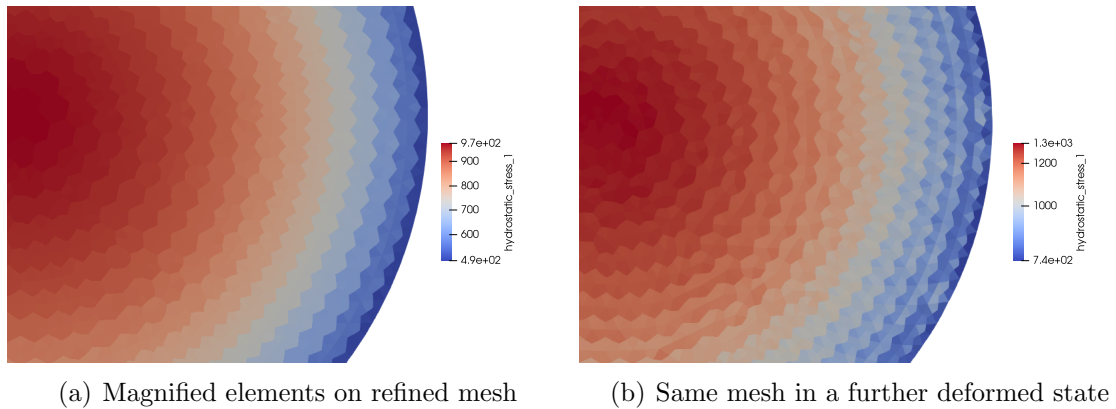 9.7e+02
900
800
700
600
4.9e+02
hydrostatic_stress_1
1.3e+03
1200
1000
7.4e+02
hydrostatic_stress_1
(a) Magnified elements on refined mesh
(b) Same mesh in a further deformed state